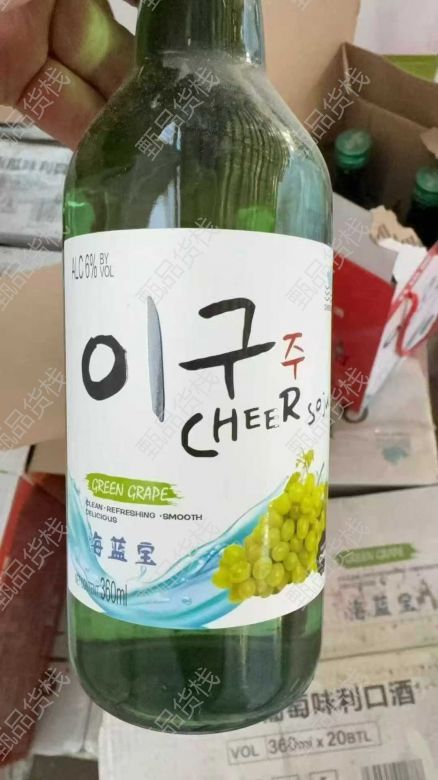 ALC 6% BY VOL
이구
주
CHEER soju
GREEN GRAPE
CLEAN·REFRESHING·SMOOTH
DELICIOUS
海蓝宝
360ml
GREEN GRAPE
海蓝宝
葡萄味利口酒
VOL 360ml x 20BTL
甄品货栈